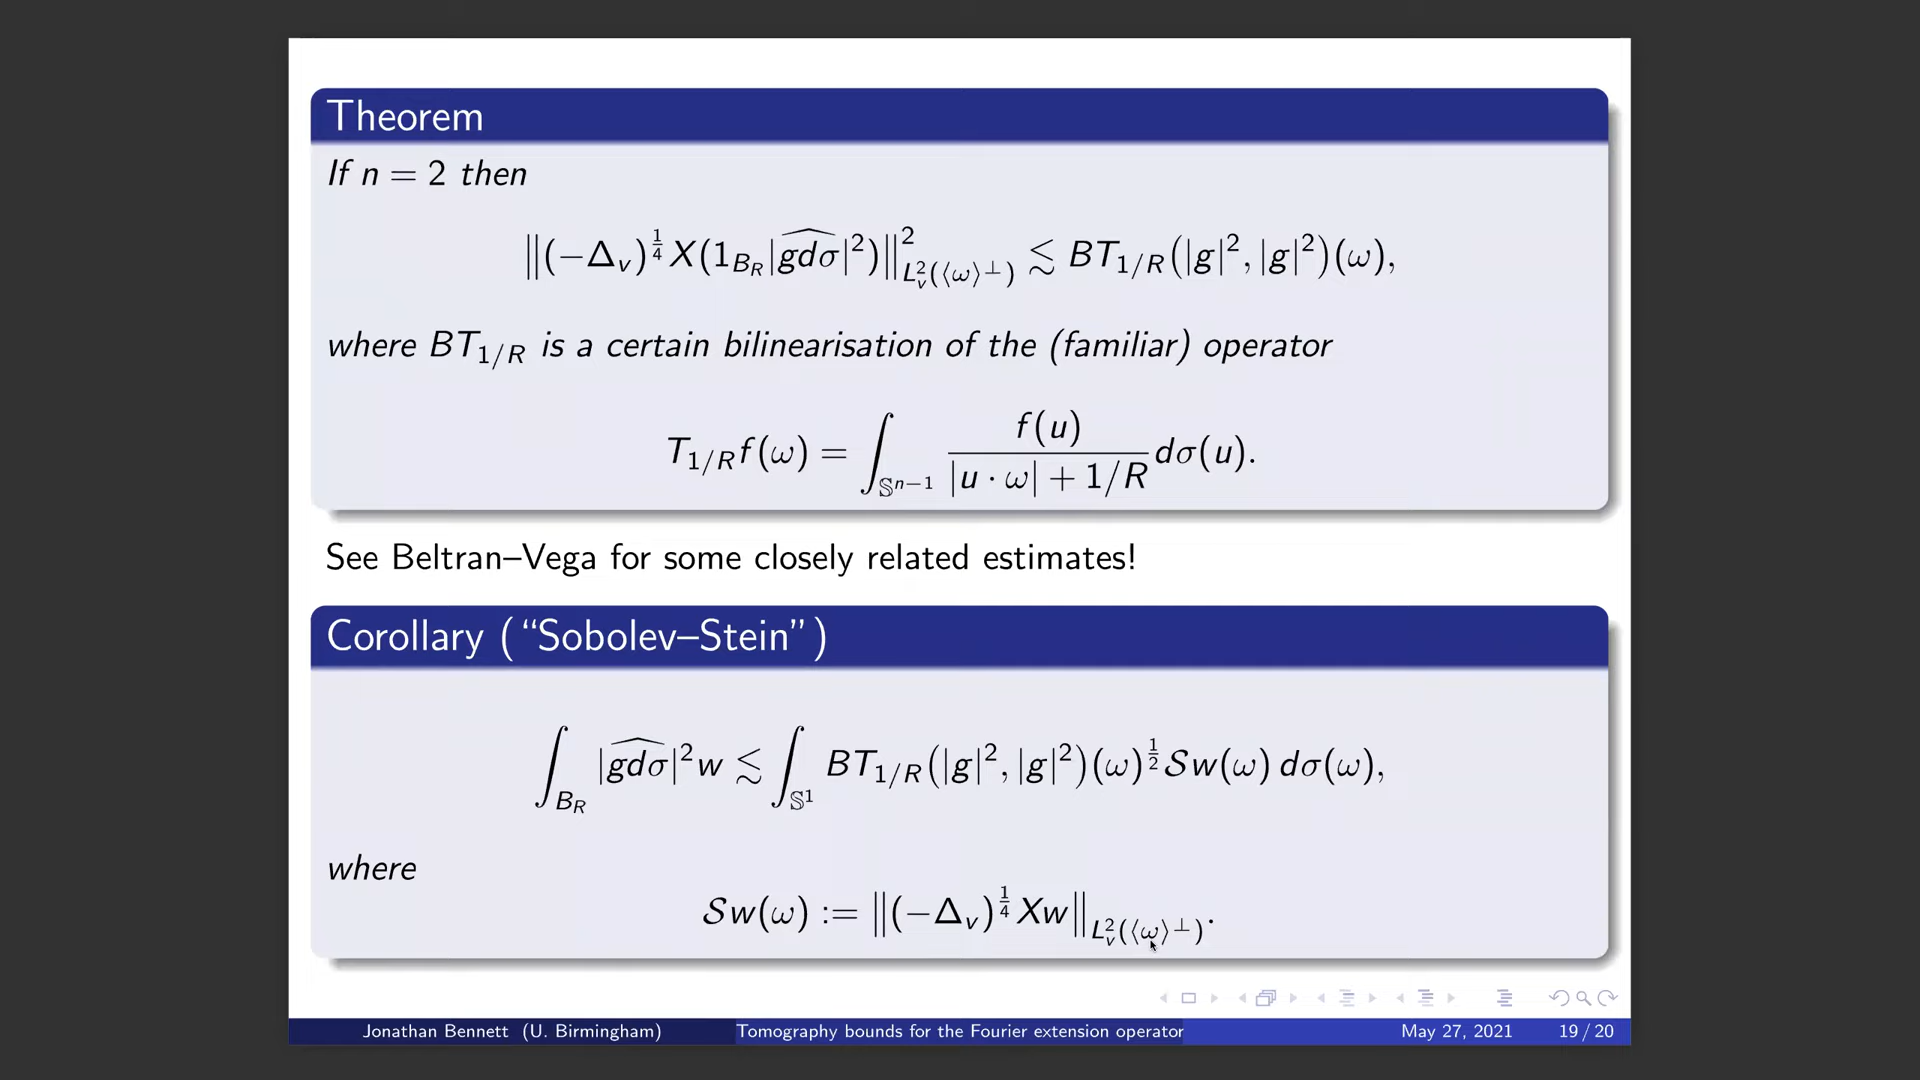 Theorem
If n = 2 then
‖(−Δ_v)^{1/4} X(1_{B_R}|\widehat{gdσ}|²)‖²_{L²_v(⟨ω⟩^⊥)} ≲ BT_{1/R}(|g|², |g|²)(ω),
where BT_{1/R} is a certain bilinearisation of the (familiar) operator
T_{1/R}f(ω) = ∫_{𝕊^{n−1}} \frac{f(u)}{|u · ω| + 1/R} dσ(u).
See Beltran–Vega for some closely related estimates!
Corollary (“Sobolev–Stein”)
∫_{B_R} |\widehat{gdσ}|²w ≲ ∫_{𝕊¹} BT_{1/R}(|g|², |g|²)(ω)^{1/2} 𝒮w(ω) dσ(ω),
where
𝒮w(ω) := ‖(−Δ_v)^{1/4} Xw‖_{L²_v(⟨ω⟩^⊥)}.
Jonathan Bennett (U. Birmingham) Tomography bounds for the Fourier extension operator May 27, 2021 19 / 20